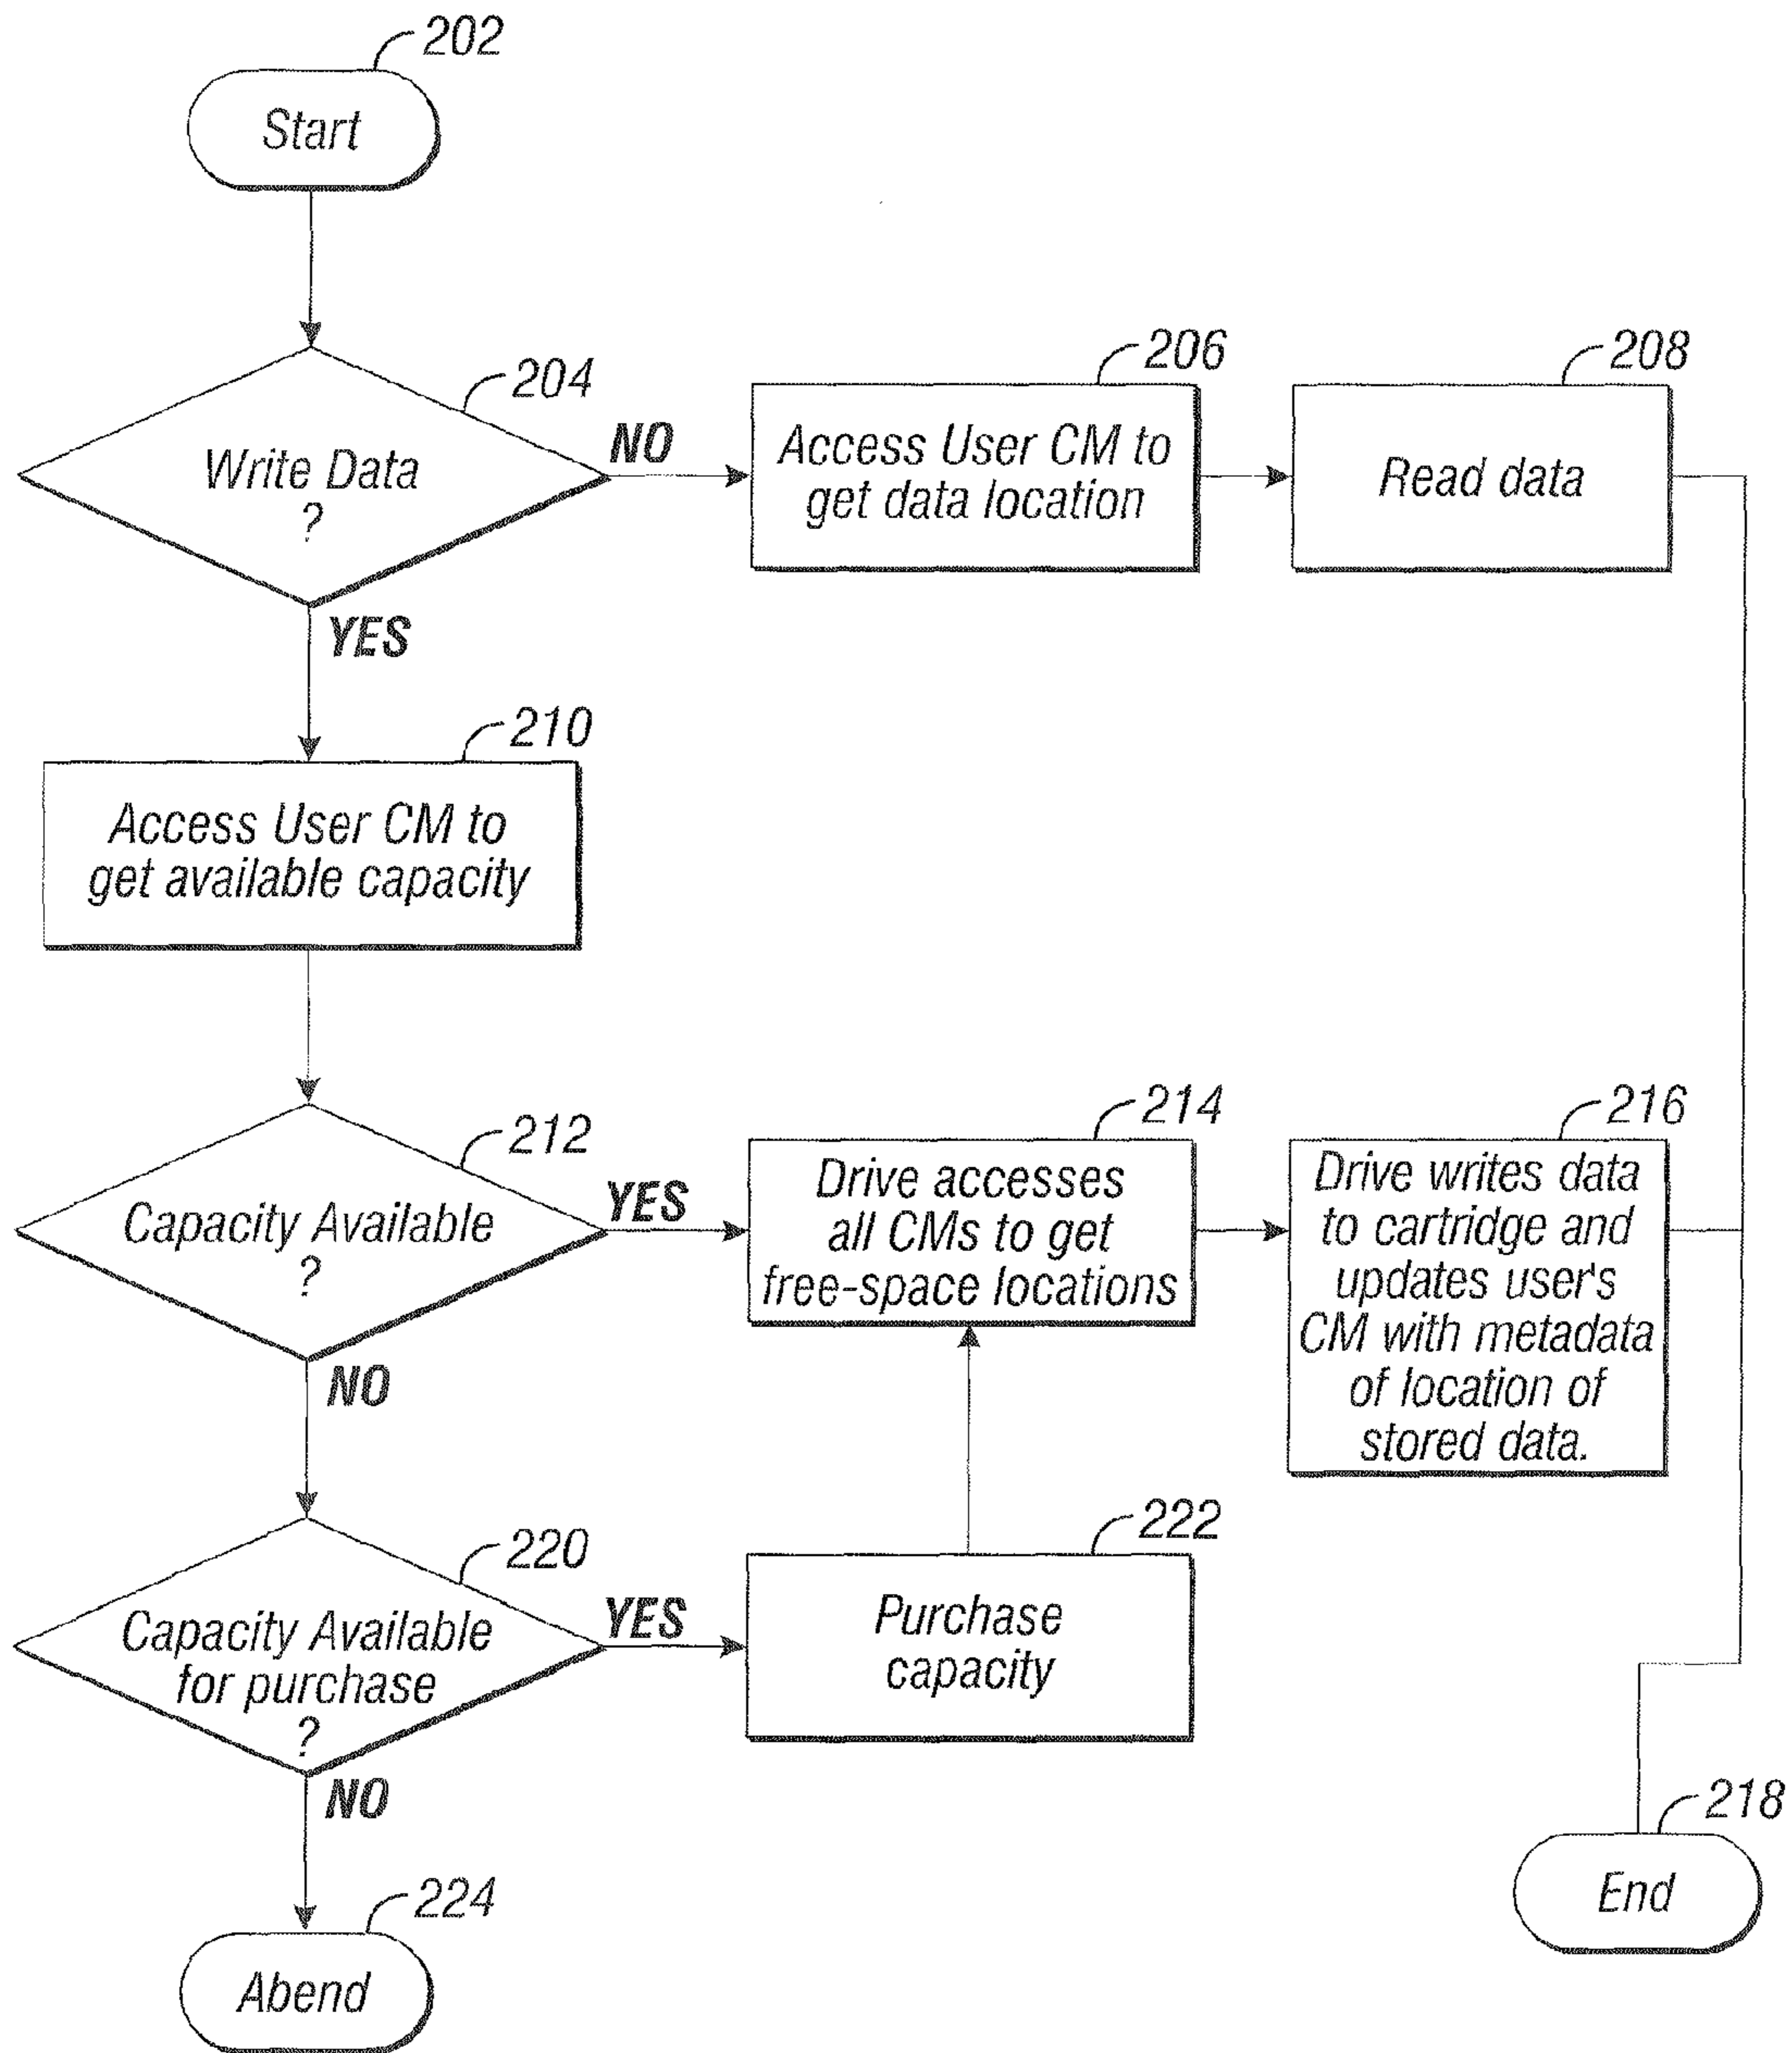 202
Start
204
Write Data
?
NO
YES
206
Access User CM to
get data location
208
Read data
210
Access User CM to
get available capacity
212
Capacity Available
?
YES
NO
214
Drive accesses
all CMs to get
free-space locations
216
Drive writes data
to cartridge and
updates user's
CM with metadata
of location of
stored data.
220
Capacity Available
for purchase
?
YES
NO
222
Purchase
capacity
218
End
224
Abend